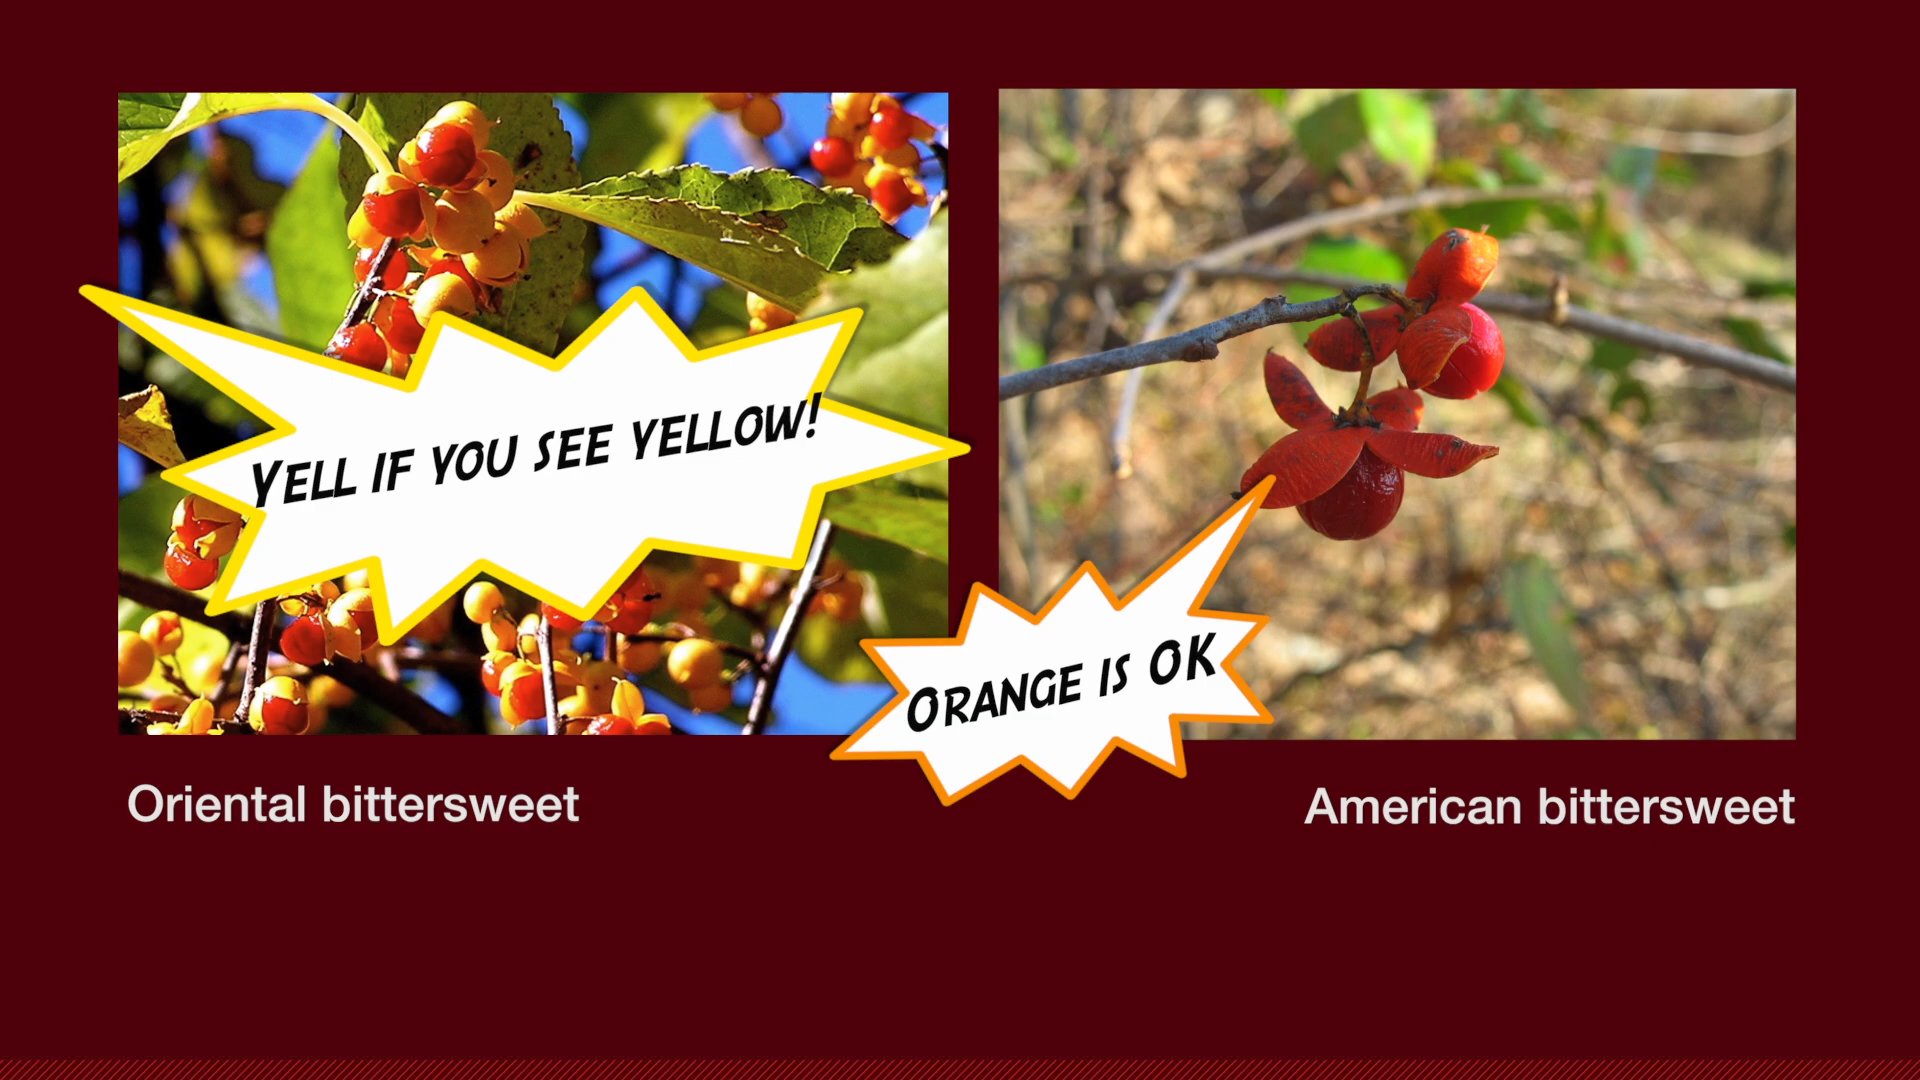 Yell if you see yellow!
Orange is OK
Oriental bittersweet
American bittersweet